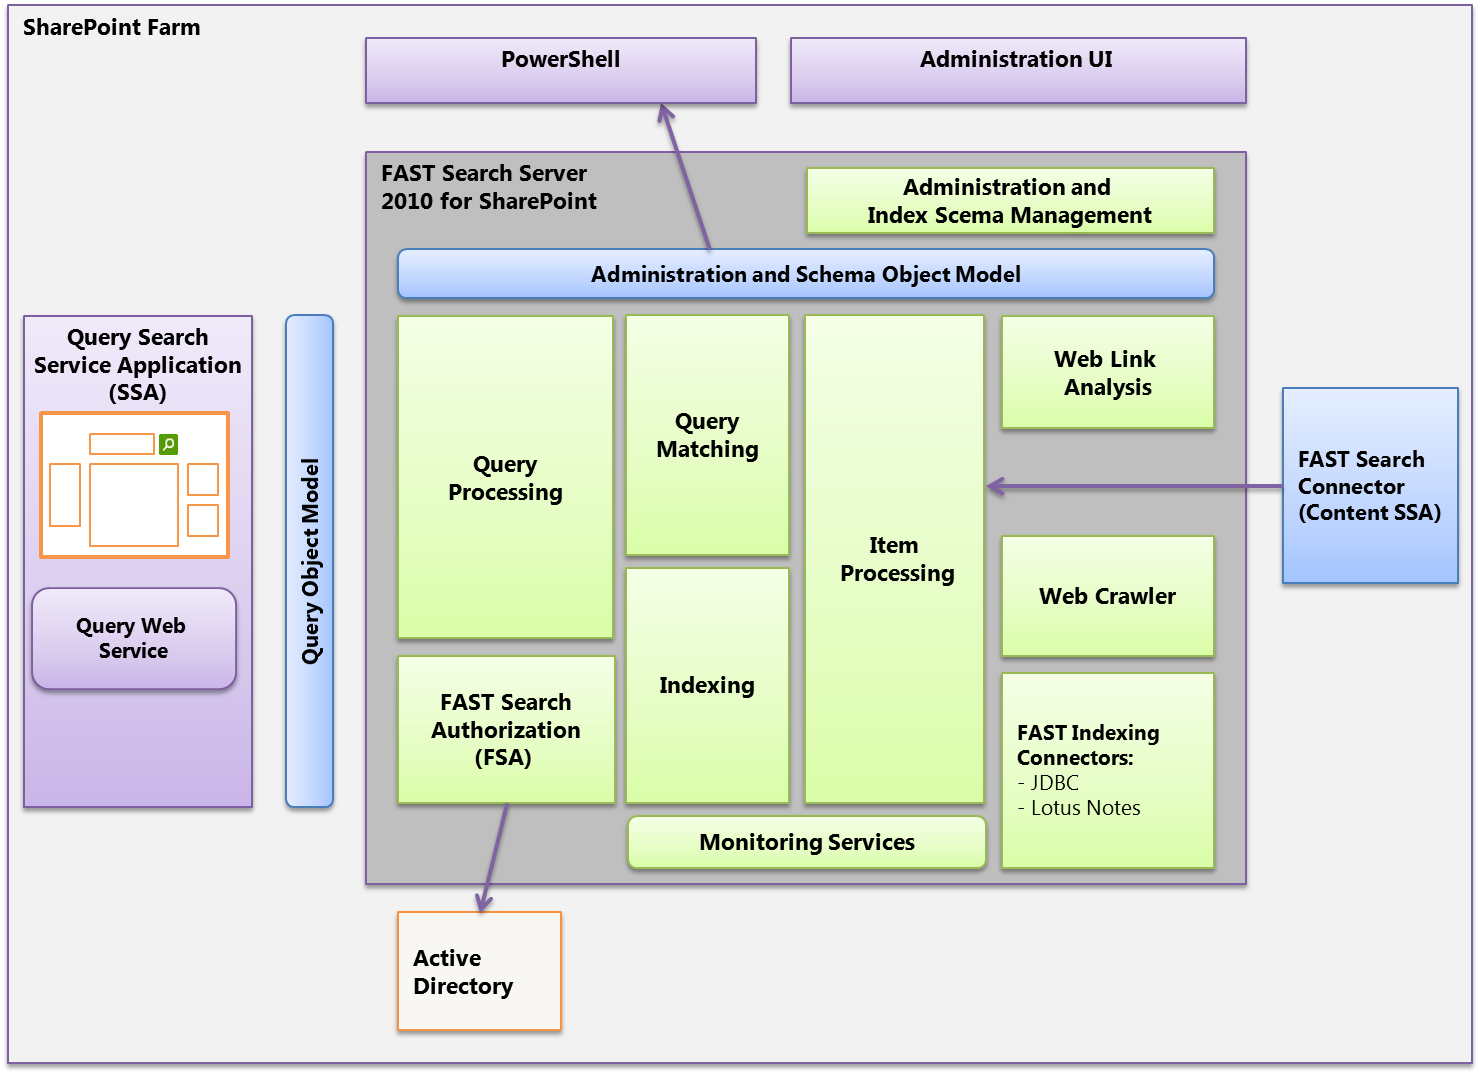 SharePoint Farm
PowerShell
Administration UI
FAST Search Server
2010 for SharePoint
Administration and
Index Scema Management
Administration and Schema Object Model
Query Search
Service Application
(SSA)
Query Web
Service
Query Object Model
Query
Processing
Query
Matching
Item
Processing
Web Link
Analysis
FAST Search
Connector
(Content SSA)
Web Crawler
FAST Search
Authorization
(FSA)
Indexing
FAST Indexing
Connectors:
- JDBC
- Lotus Notes
Monitoring Services
Active
Directory